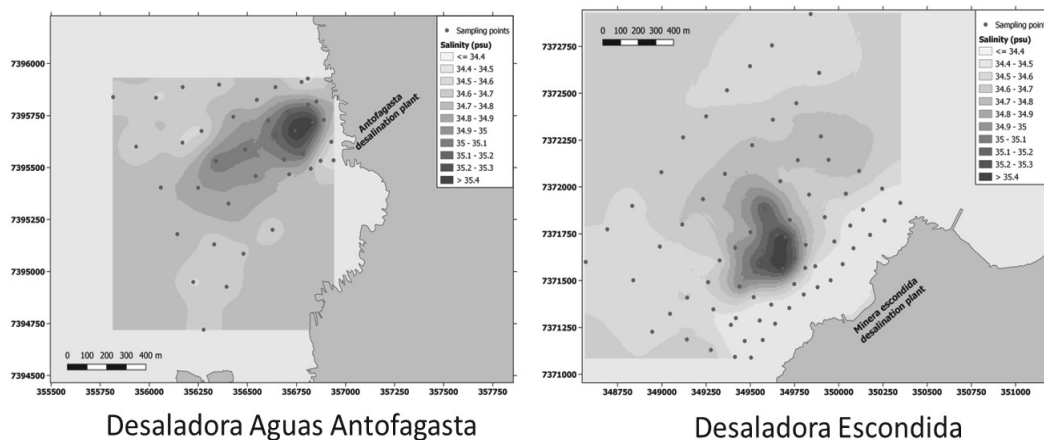 Sampling points
Salinity (psu)
<= 34.4
34.4 - 34.5
34.5 - 34.6
34.6 - 34.7
34.7 - 34.8
34.8 - 34.9
34.9 - 35
35 - 35.1
35.1 - 35.2
35.2 - 35.3
> 35.4
7396000
7395750
7395500
7395250
7395000
7394750
7394500
Antofagasta
desalination plant
0 100 200 300 400 m
355500 355750 356000 356250 356500 356750 357000 357250 357500 357750
Desaladora Aguas Antofagasta
0 100 200 300 400 m
Sampling points
Salinity (psu)
<= 34.4
34.4 - 34.5
34.5 - 34.6
34.6 - 34.7
34.7 - 34.8
34.8 - 34.9
34.9 - 35
35 - 35.1
35.1 - 35.2
35.2 - 35.3
> 35.4
7372750
7372500
7372250
7372000
7371750
7371500
7371250
7371000
Minera escondida
desalination plant
348750 349000 349250 349500 349750 350000 350250 350500 350750
Desaladora Escondida